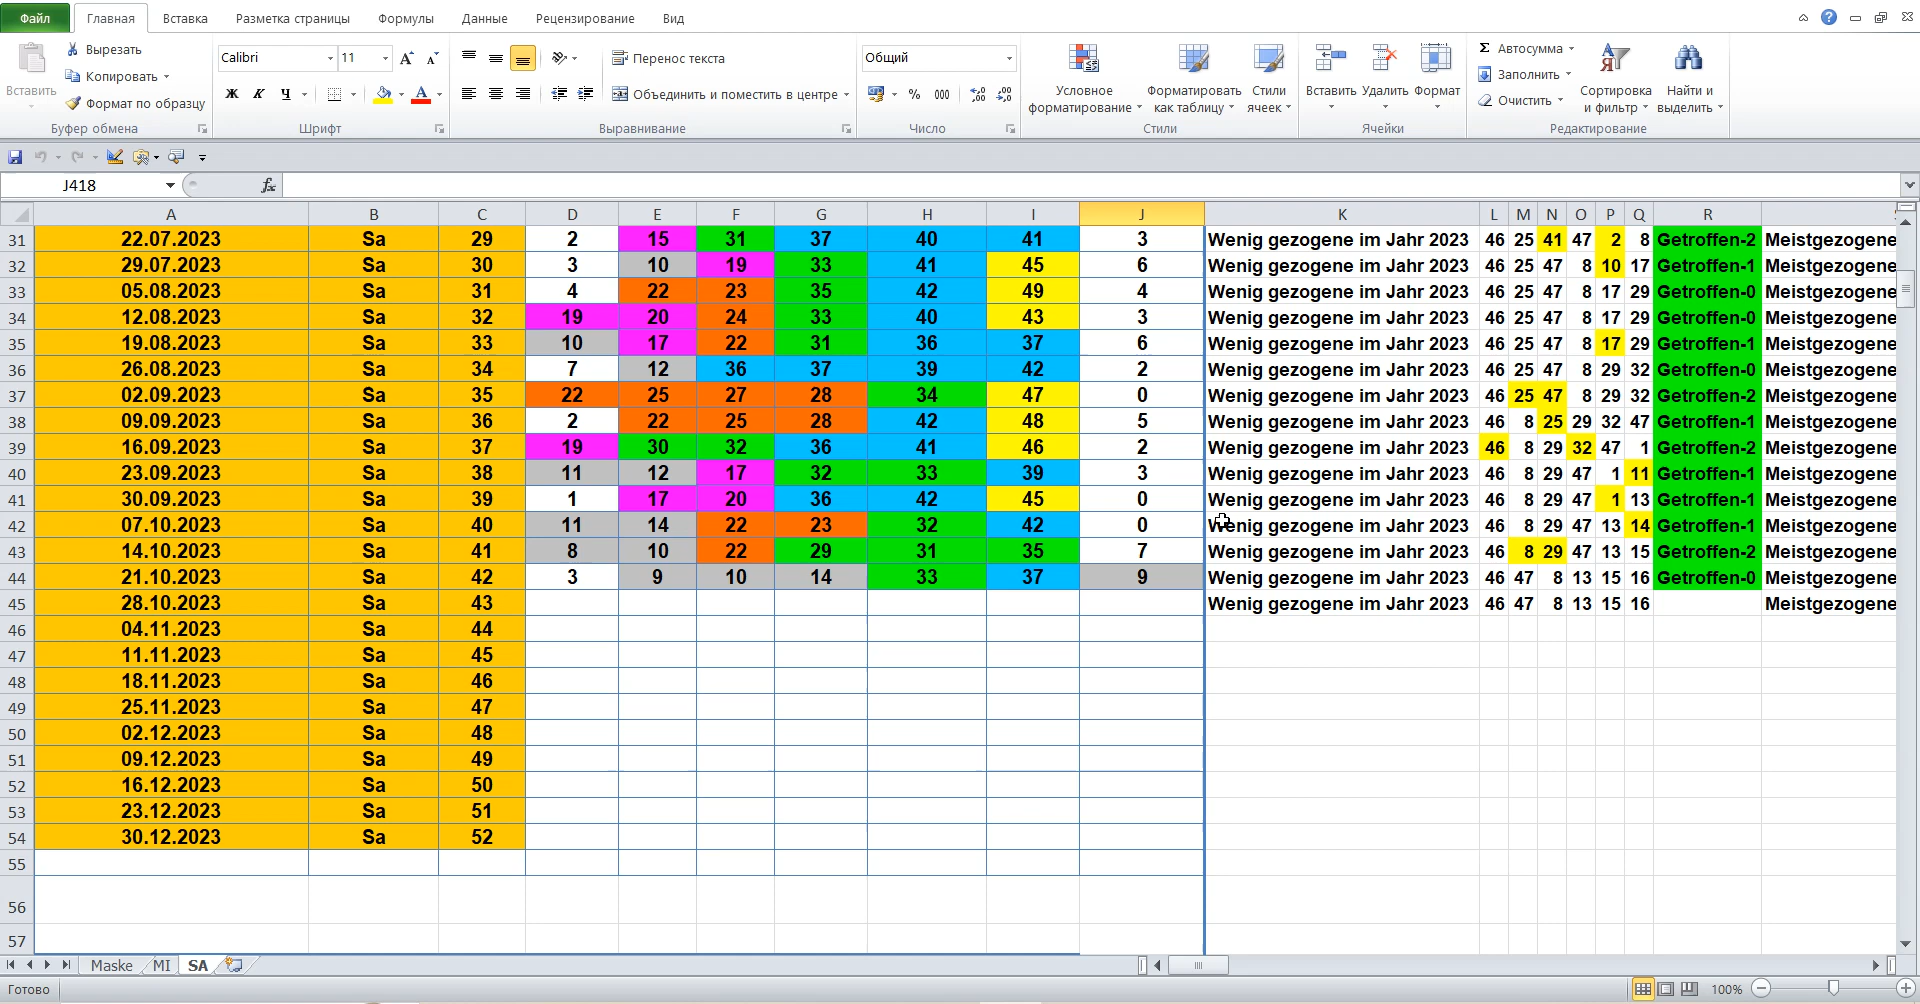 Файл Главная Вставка Разметка страницы Формулы Данные Рецензирование Вид
Вставить
Вырезать
Копировать
Формат по образцу
Буфер обмена
Calibri 11
Ж К Ч
Шрифт
Перенос текста
Объединить и поместить в центре
Выравнивание
Общий
% 000
Число
Условное форматирование
Форматировать как таблицу
Стили ячеек
Стили
Вставить Удалить Формат
Ячейки
Σ Автосумма
Заполнить
Очистить
Сортировка и фильтр
Найти и выделить
Редактирование
J418 fx
A B C D E F G H I J K L M N O P Q R
31 22.07.2023 Sa 29 2 15 31 37 40 41 3 Wenig gezogene im Jahr 2023 46 25 41 47 2 8 Getroffen-2 Meistgezogene
32 29.07.2023 Sa 30 3 10 19 33 41 45 6 Wenig gezogene im Jahr 2023 46 25 47 8 10 17 Getroffen-1 Meistgezogene
33 05.08.2023 Sa 31 4 22 23 35 42 49 4 Wenig gezogene im Jahr 2023 46 25 47 8 17 29 Getroffen-0 Meistgezogene
34 12.08.2023 Sa 32 19 20 24 33 40 43 3 Wenig gezogene im Jahr 2023 46 25 47 8 17 29 Getroffen-0 Meistgezogene
35 19.08.2023 Sa 33 10 17 22 31 36 37 6 Wenig gezogene im Jahr 2023 46 25 47 8 17 29 Getroffen-1 Meistgezogene
36 26.08.2023 Sa 34 7 12 36 37 39 42 2 Wenig gezogene im Jahr 2023 46 25 47 8 29 32 Getroffen-0 Meistgezogene
37 02.09.2023 Sa 35 22 25 27 28 34 47 0 Wenig gezogene im Jahr 2023 46 25 47 8 29 32 Getroffen-2 Meistgezogene
38 09.09.2023 Sa 36 2 22 25 28 42 48 5 Wenig gezogene im Jahr 2023 46 8 25 29 32 47 Getroffen-1 Meistgezogene
39 16.09.2023 Sa 37 19 30 32 36 41 46 2 Wenig gezogene im Jahr 2023 46 8 29 32 47 1 Getroffen-2 Meistgezogene
40 23.09.2023 Sa 38 11 12 17 32 33 39 3 Wenig gezogene im Jahr 2023 46 8 29 47 1 11 Getroffen-1 Meistgezogene
41 30.09.2023 Sa 39 1 17 20 36 42 45 0 Wenig gezogene im Jahr 2023 46 8 29 47 1 13 Getroffen-1 Meistgezogene
42 07.10.2023 Sa 40 11 14 22 23 32 42 0 Wenig gezogene im Jahr 2023 46 8 29 47 13 14 Getroffen-1 Meistgezogene
43 14.10.2023 Sa 41 8 10 22 29 31 35 7 Wenig gezogene im Jahr 2023 46 8 29 47 13 15 Getroffen-2 Meistgezogene
44 21.10.2023 Sa 42 3 9 10 14 33 37 9 Wenig gezogene im Jahr 2023 46 47 8 13 15 16 Getroffen-0 Meistgezogene
45 28.10.2023 Sa 43 Wenig gezogene im Jahr 2023 46 47 8 13 15 16 Meistgezogene
46 04.11.2023 Sa 44
47 11.11.2023 Sa 45
48 18.11.2023 Sa 46
49 25.11.2023 Sa 47
50 02.12.2023 Sa 48
51 09.12.2023 Sa 49
52 16.12.2023 Sa 50
53 23.12.2023 Sa 51
54 30.12.2023 Sa 52
55
56
57
Maske MI SA
Готово 100%